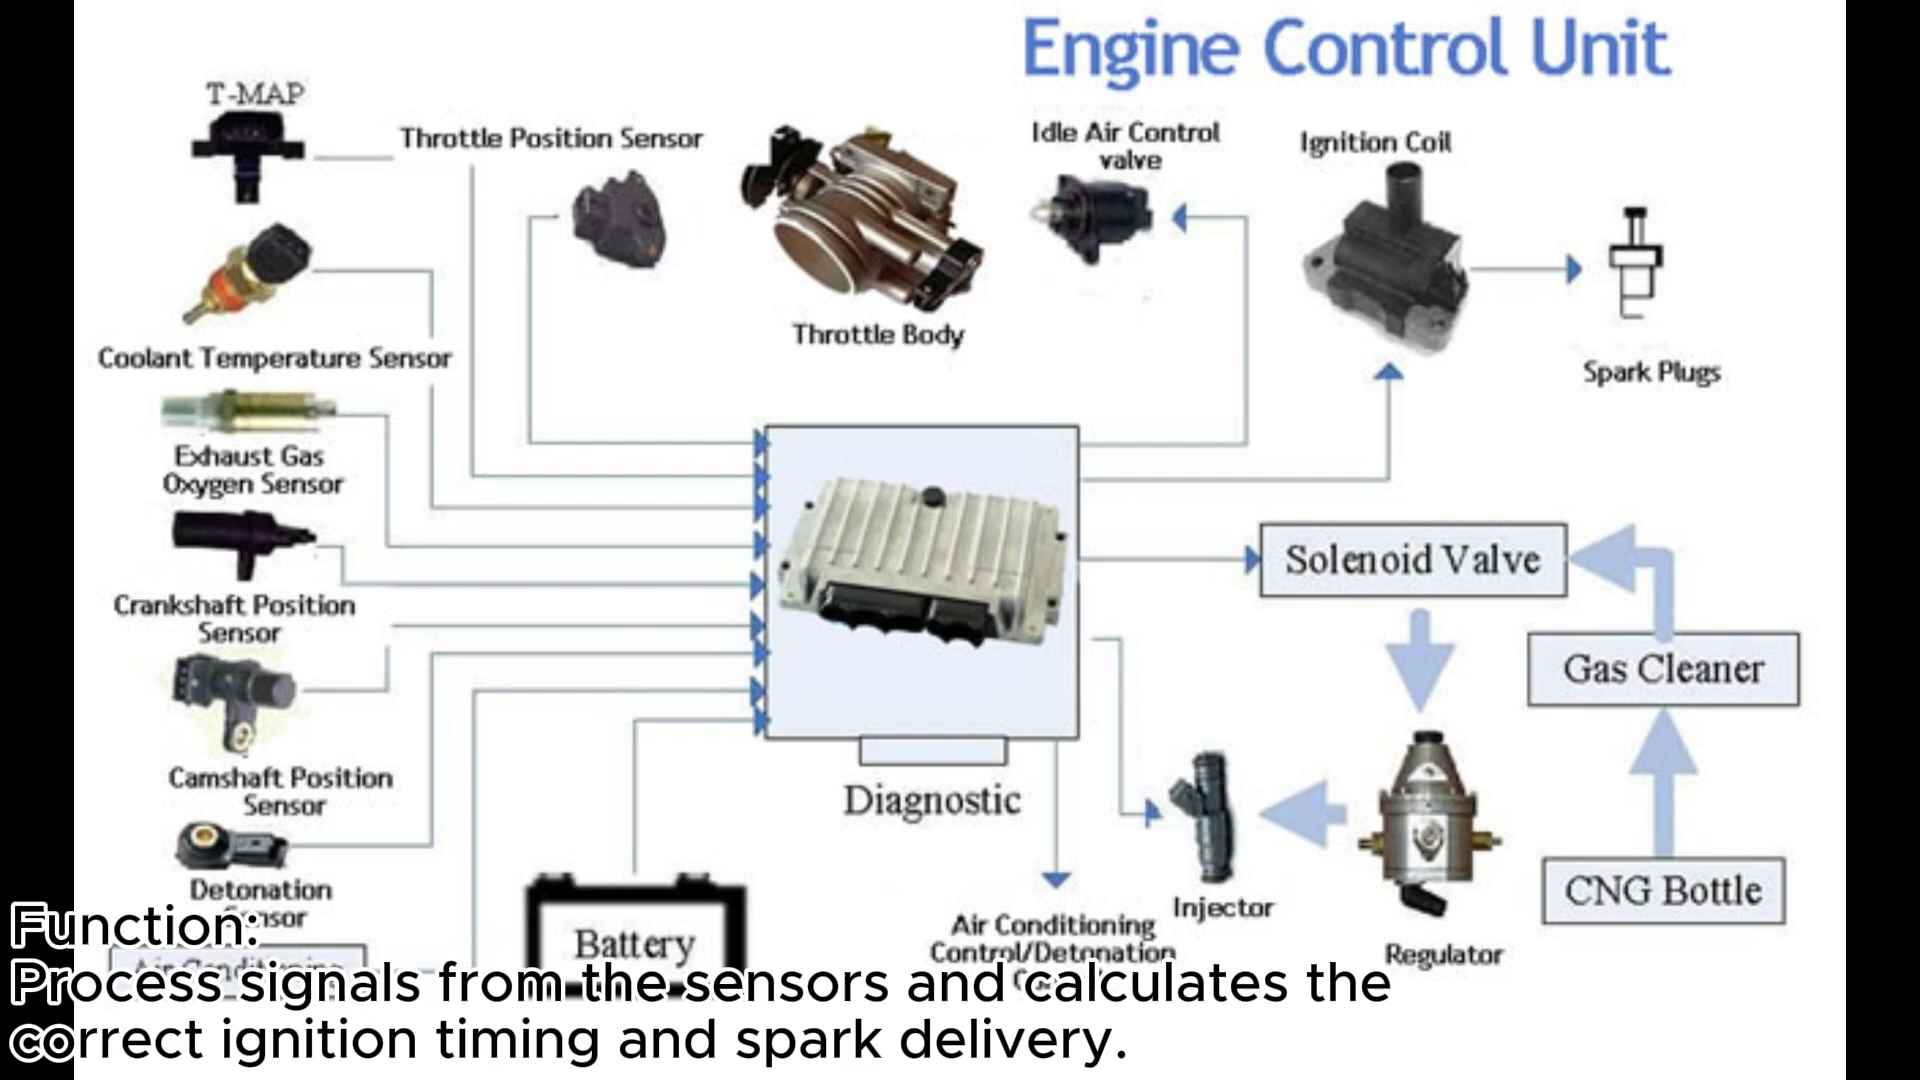 Engine Control Unit
T-MAP
Throttle Position Sensor
Idle Air Control
valve
Ignition Coil
Throttle Body
Coolant Temperature Sensor
Spark Plugs
Exhaust Gas
Oxygen Sensor
Solenoid Valve
Crankshaft Position
Sensor
Gas Cleaner
Camshaft Position
Sensor
Diagnostic
Detonation
CNG Bottle
Injector
Air Conditioning
Control/Detonation
Battery
Regulator
Air Conditioning
Function:
Process signals from the sensors and calculates the
correct ignition timing and spark delivery.